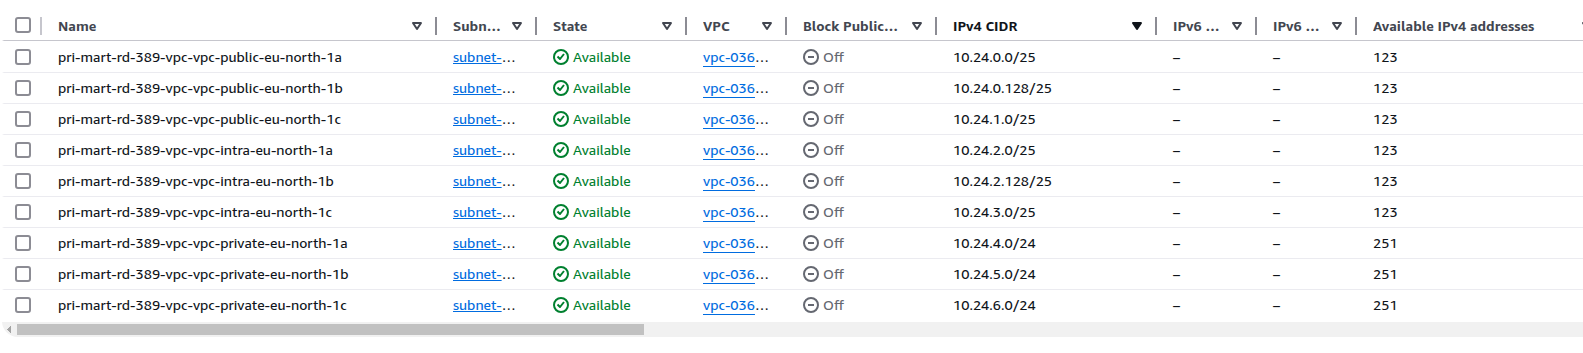 Name Subn... State VPC Block Public... IPv4 CIDR IPv6 ... IPv6 ... Available IPv4 addresses
pri-mart-rd-389-vpc-vpc-public-eu-north-1a subnet-... Available vpc-036... Off 10.24.0.0/25 – – 123
pri-mart-rd-389-vpc-vpc-public-eu-north-1b subnet-... Available vpc-036... Off 10.24.0.128/25 – – 123
pri-mart-rd-389-vpc-vpc-public-eu-north-1c subnet-... Available vpc-036... Off 10.24.1.0/25 – – 123
pri-mart-rd-389-vpc-vpc-intra-eu-north-1a subnet-... Available vpc-036... Off 10.24.2.0/25 – – 123
pri-mart-rd-389-vpc-vpc-intra-eu-north-1b subnet-... Available vpc-036... Off 10.24.2.128/25 – – 123
pri-mart-rd-389-vpc-vpc-intra-eu-north-1c subnet-... Available vpc-036... Off 10.24.3.0/25 – – 123
pri-mart-rd-389-vpc-vpc-private-eu-north-1a subnet-... Available vpc-036... Off 10.24.4.0/24 – – 251
pri-mart-rd-389-vpc-vpc-private-eu-north-1b subnet-... Available vpc-036... Off 10.24.5.0/24 – – 251
pri-mart-rd-389-vpc-vpc-private-eu-north-1c subnet-... Available vpc-036... Off 10.24.6.0/24 – – 251